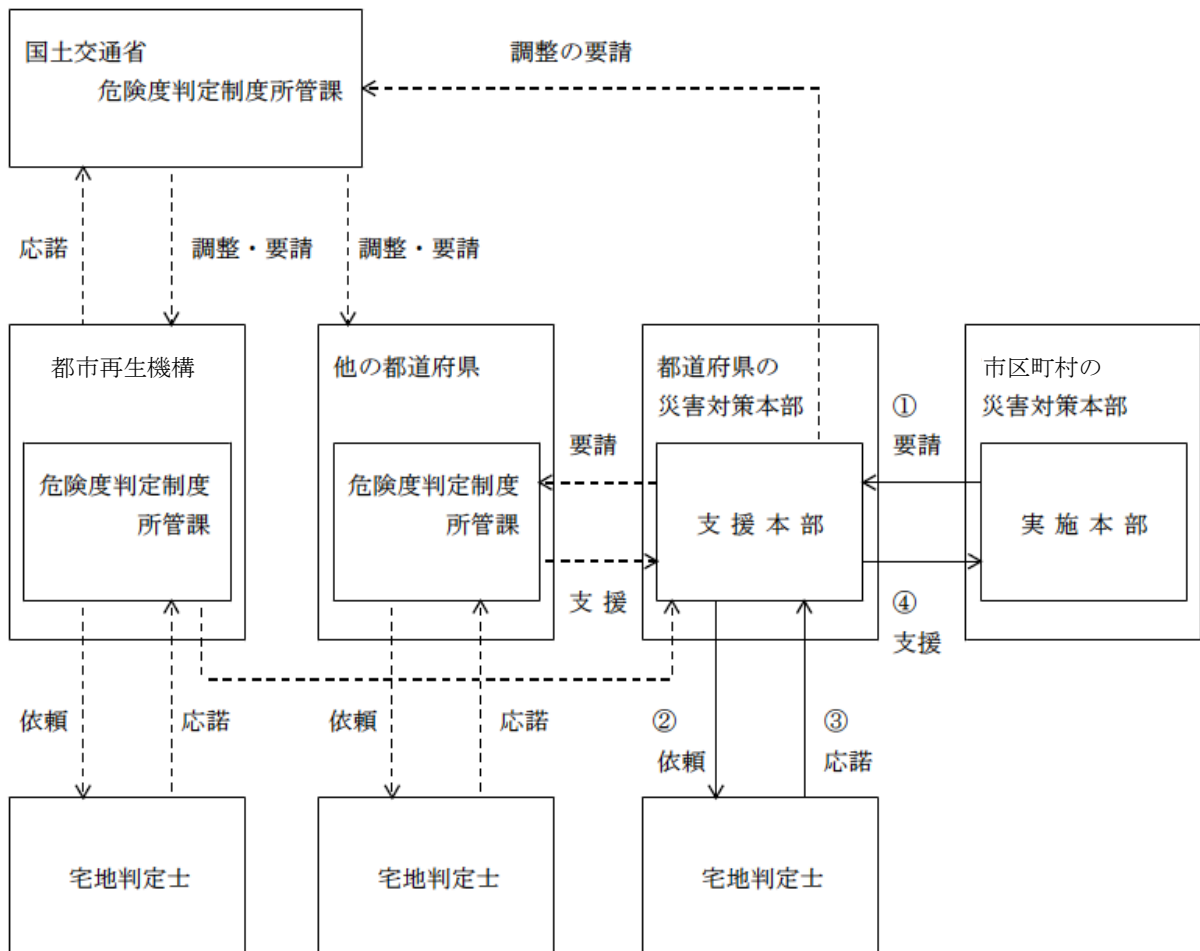 国土交通省
危険度判定制度所管課
調整の要請
応諾
調整・要請
調整・要請
都市再生機構
危険度判定制度
所管課
他の都道府県
危険度判定制度
所管課
要請
支 援
都道府県の
災害対策本部
支 援 本 部
①
要請
④
支援
市区町村の
災害対策本部
実 施 本 部
依頼
応諾
依頼
応諾
②
依頼
③
応諾
宅地判定士
宅地判定士
宅地判定士